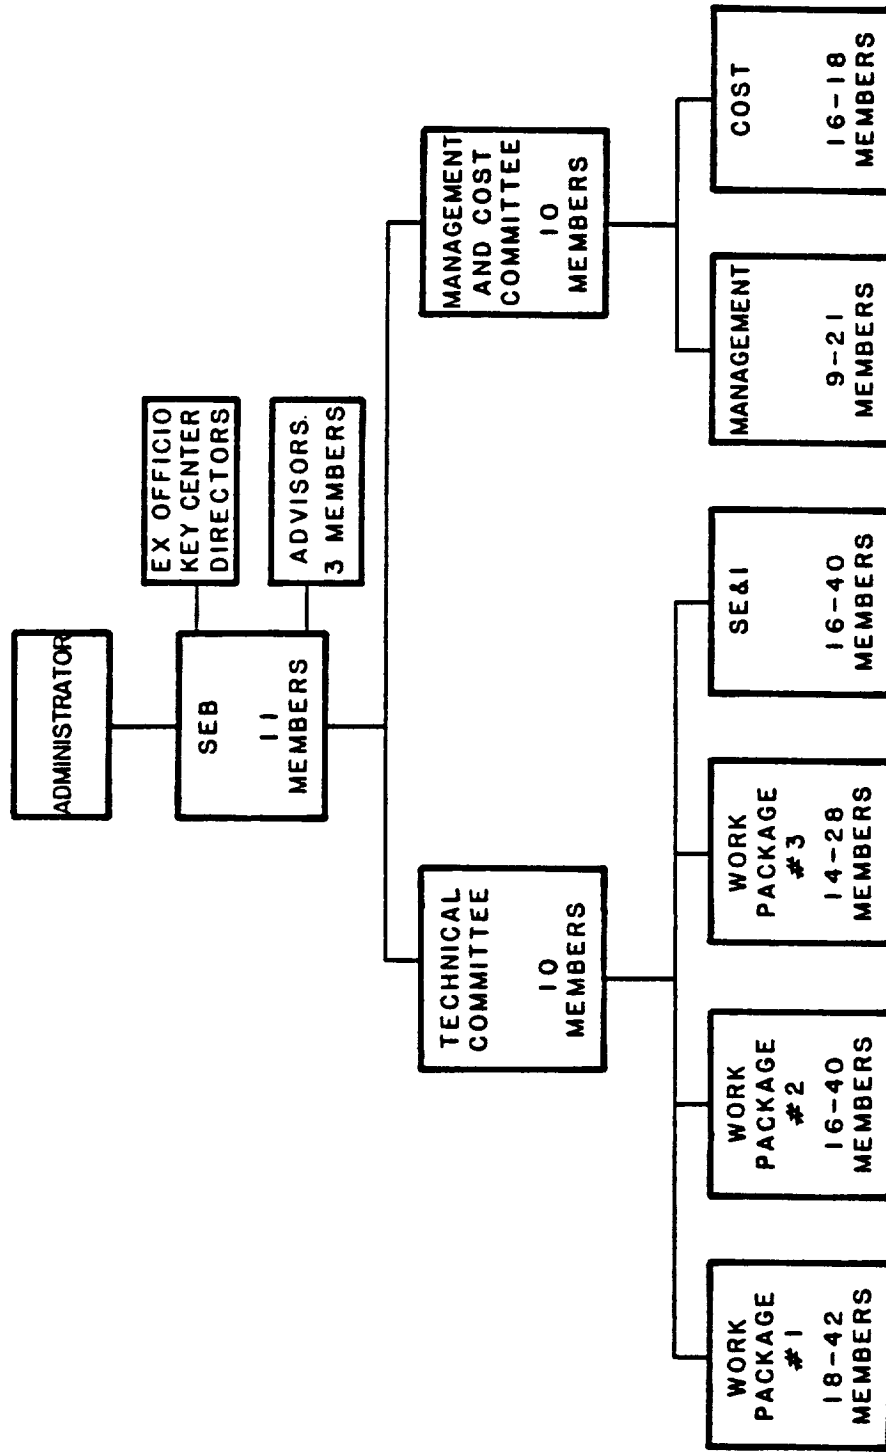 ADMINISTRATOR
SEB
11
MEMBERS
EX OFFICIO
KEY CENTER
DIRECTORS
ADVISORS.
3 MEMBERS
TECHNICAL
COMMITTEE
10
MEMBERS
MANAGEMENT
AND COST
COMMITTEE
10
MEMBERS
WORK
PACKAGE
#1
18-42
MEMBERS
WORK
PACKAGE
#2
16-40
MEMBERS
WORK
PACKAGE
#3
14-28
MEMBERS
SE&I
16-40
MEMBERS
MANAGEMENT
9-21
MEMBERS
COST
16-18
MEMBERS